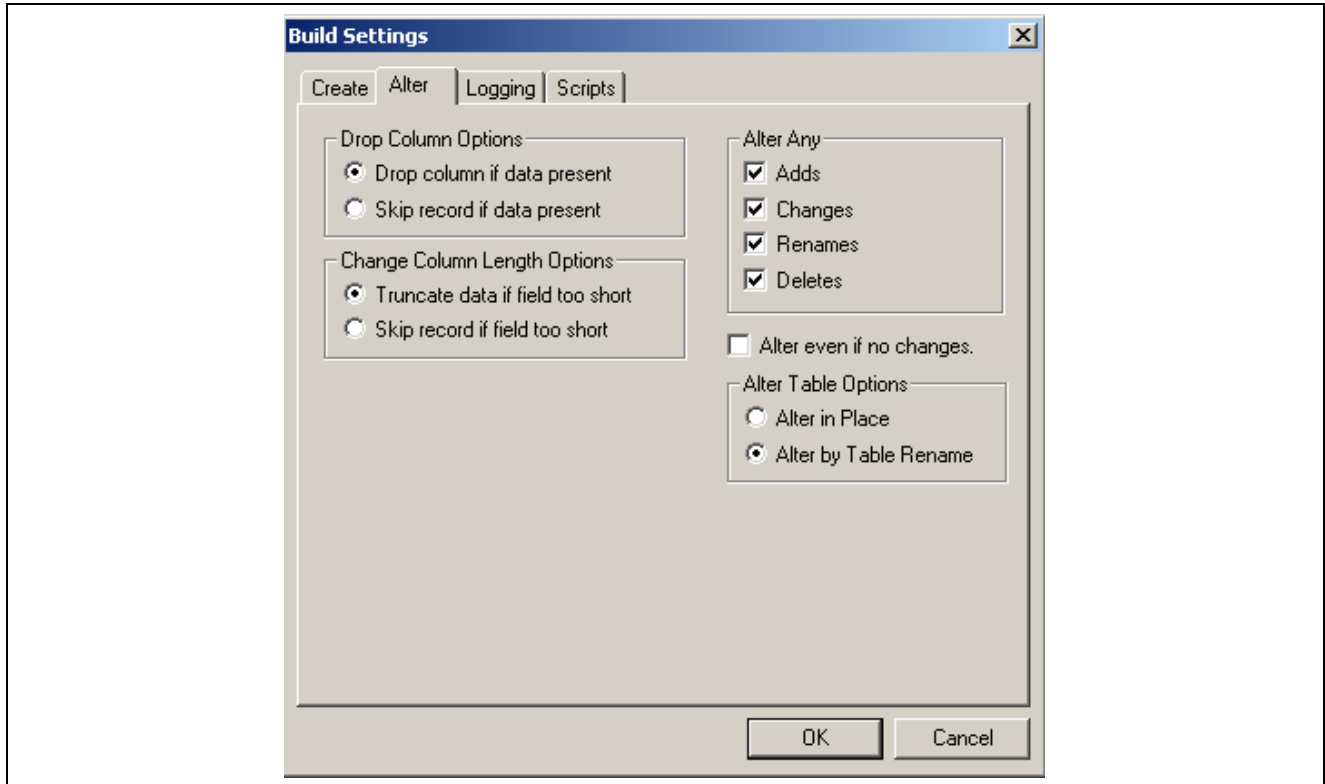 Build Settings
Create Alter Logging Scripts
Drop Column Options
Drop column if data present
Skip record if data present
Change Column Length Options
Truncate data if field too short
Skip record if field too short
Alter Any
Adds
Changes
Renames
Deletes
Alter even if no changes.
Alter Table Options
Alter in Place
Alter by Table Rename
OK Cancel